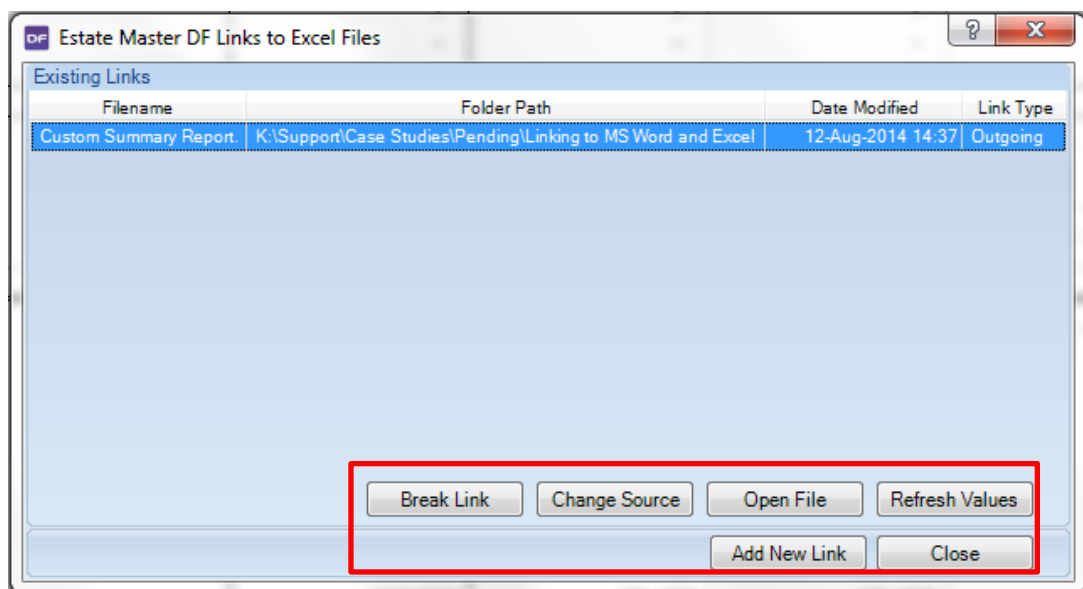 DF Estate Master DF Links to Excel Files ? X
Existing Links
Filename Folder Path Date Modified Link Type
Custom Summary Report. K:\Support\Case Studies\Pending\Linking to MS Word and Excel 12-Aug-2014 14:37 Outgoing
Break Link Change Source Open File Refresh Values
Add New Link Close